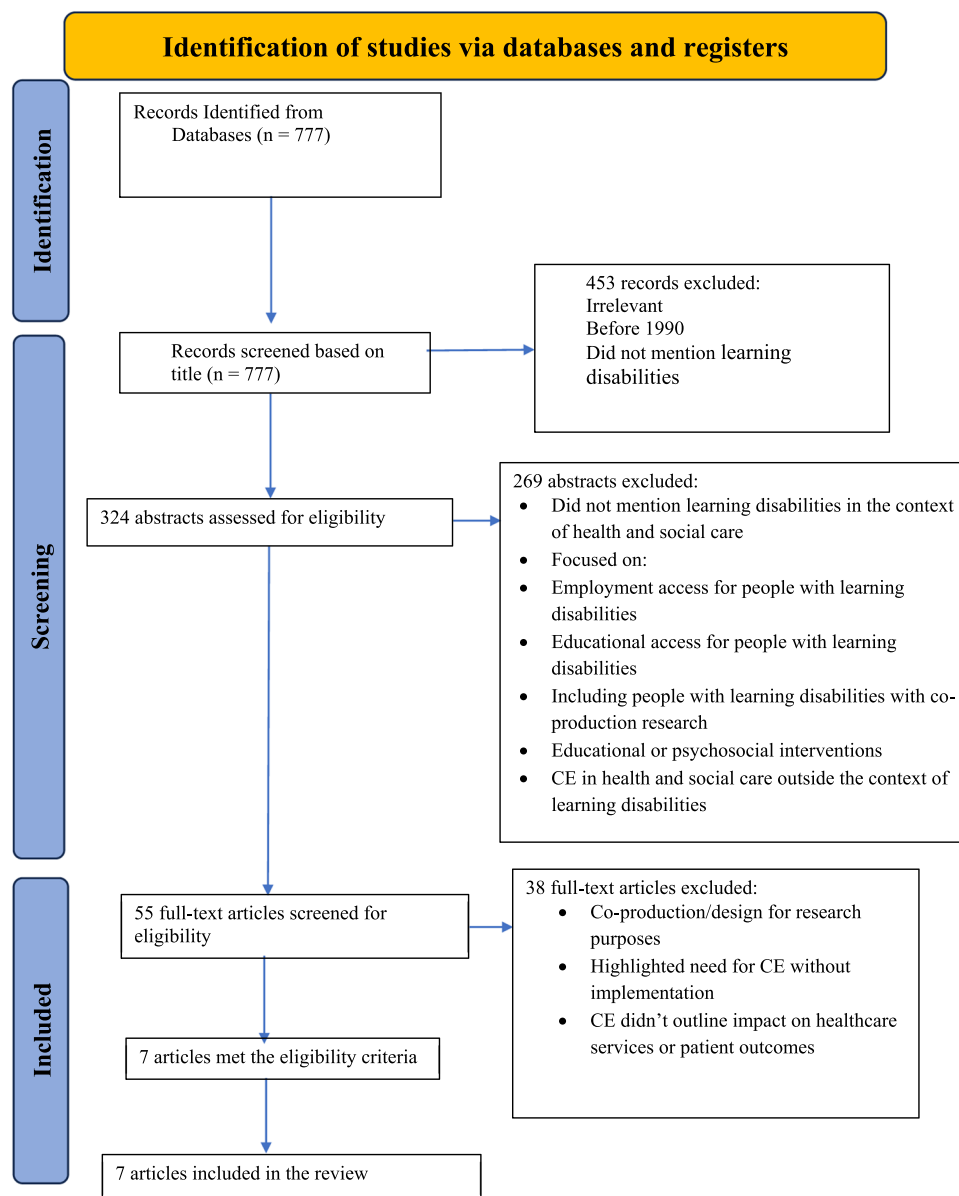 Identification of studies via databases and registers
Identification
Records Identified from
Databases (n = 777)
453 records excluded:
Irrelevant
Before 1990
Did not mention learning
disabilities
Screening
Records screened based on
title (n = 777)
324 abstracts assessed for eligibility
269 abstracts excluded:
• Did not mention learning disabilities in the context
of health and social care
• Focused on:
• Employment access for people with learning
disabilities
• Educational access for people with learning
disabilities
• Including people with learning disabilities with co-
production research
• Educational or psychosocial interventions
• CE in health and social care outside the context of
learning disabilities
Included
55 full-text articles screened for
eligibility
38 full-text articles excluded:
• Co-production/design for research
purposes
• Highlighted need for CE without
implementation
• CE didn’t outline impact on healthcare
services or patient outcomes
7 articles met the eligibility criteria
7 articles included in the review